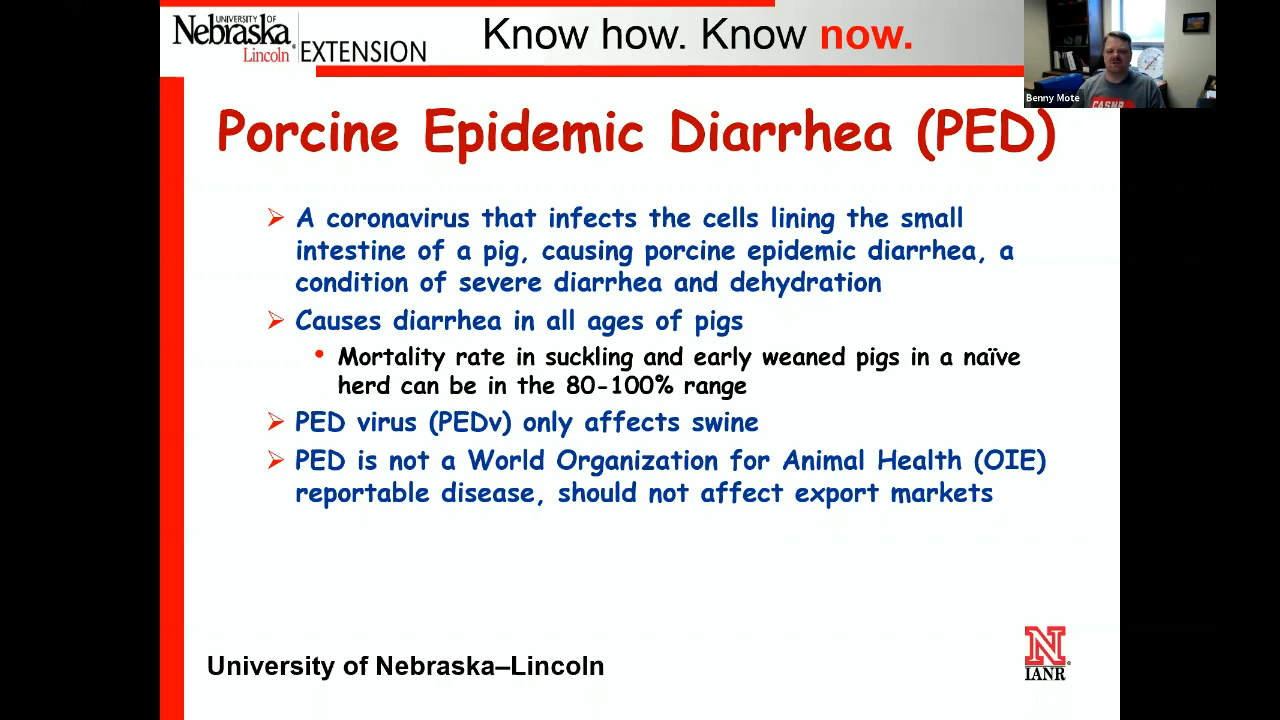 UNIVERSITY OF
Nebraska
Lincoln
EXTENSION
Know how. Know now.
Benny Mote
CASNR
Porcine Epidemic Diarrhea (PED)
A coronavirus that infects the cells lining the small
intestine of a pig, causing porcine epidemic diarrhea, a
condition of severe diarrhea and dehydration
Causes diarrhea in all ages of pigs
Mortality rate in suckling and early weaned pigs in a naïve
herd can be in the 80-100% range
PED virus (PEDv) only affects swine
PED is not a World Organization for Animal Health (OIE)
reportable disease, should not affect export markets
University of Nebraska–Lincoln
N
IANR